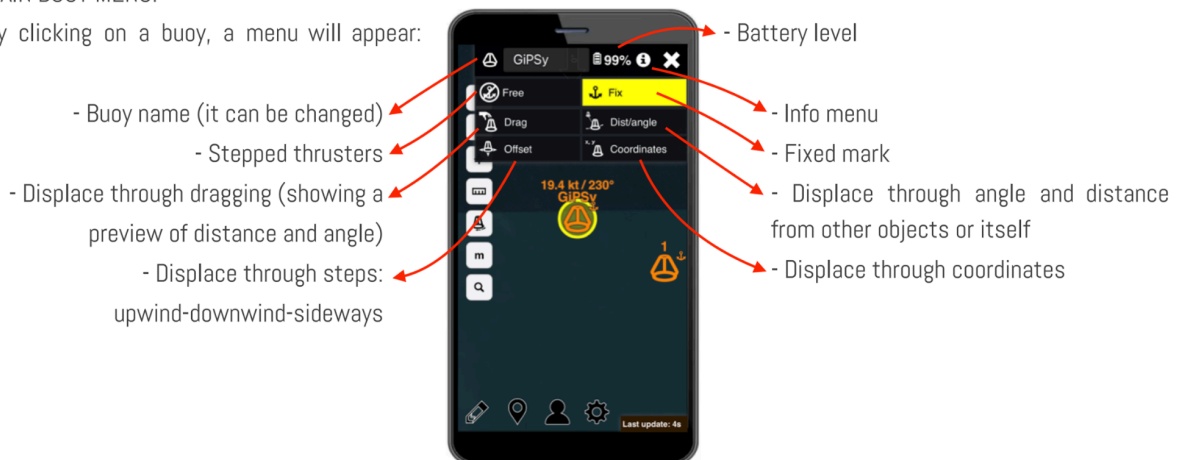 By clicking on a buoy, a menu will appear:
- Buoy name (it can be changed)
- Stepped thrusters
- Displace through dragging (showing a
preview of distance and angle)
- Displace through steps:
upwind-downwind-sideways
GiPSy
99%
Free
Fix
Drag
Dist/angle
Offset
x, y
Coordinates
19.4 kt / 230°
GiPSy
1
m
Last update: 4s
- Battery level
- Info menu
- Fixed mark
- Displace through angle and distance
from other objects or itself
- Displace through coordinates